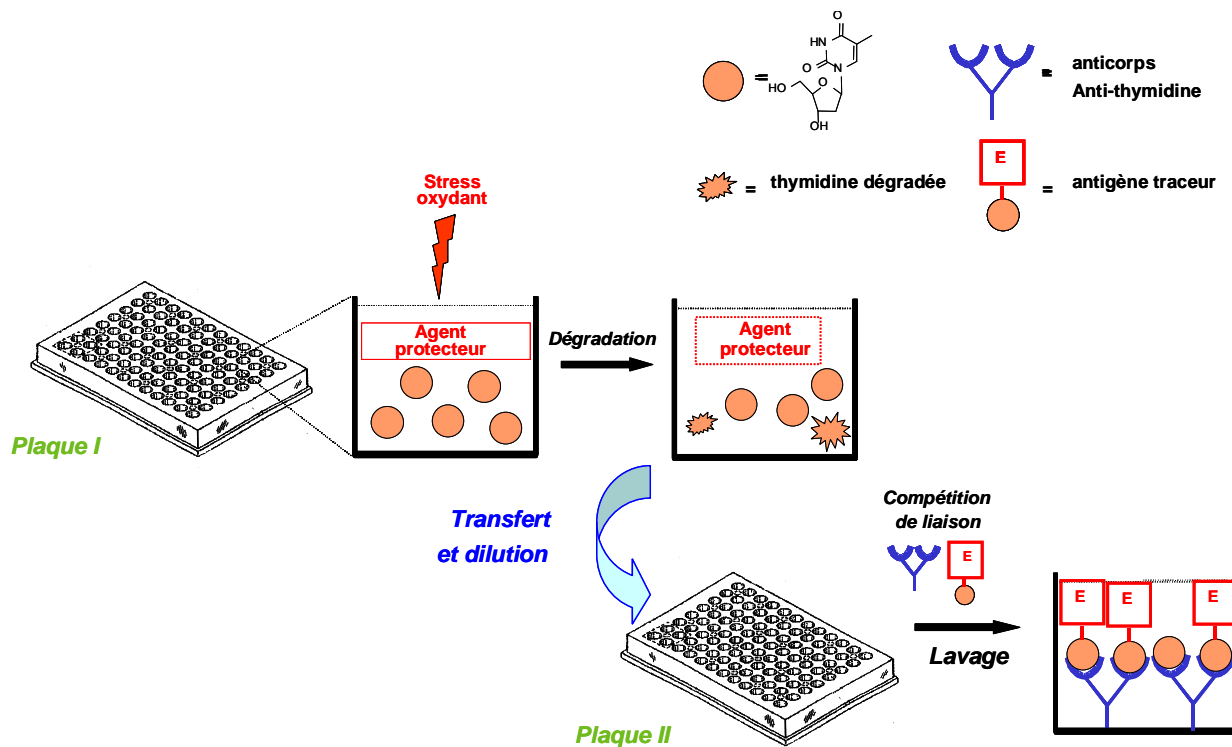 O
HN
O
N
O
HO
OH
=
=
anticorps
Anti-thymidine
E
= thymidine dégradée
= antigène traceur
Stress
oxydant
Agent
protecteur
Dégradation
Agent
protecteur
Plaque I
Transfert
et dilution
Compétition
de liaison
E
Lavage
E
E
E
Plaque II